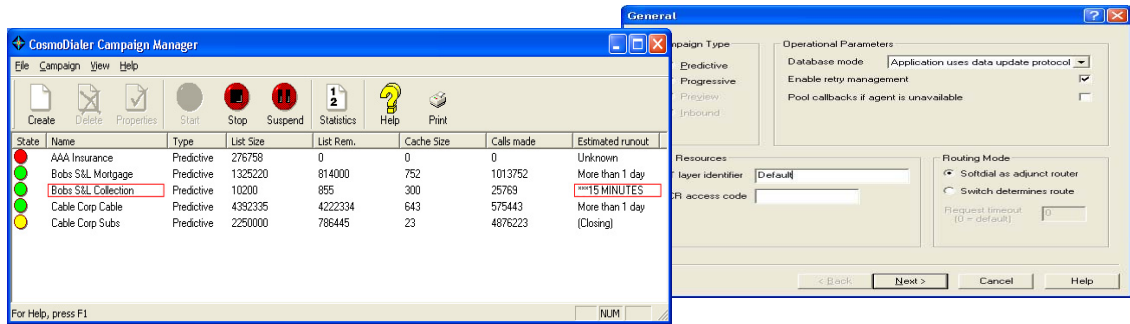 CosmoDialer Campaign Manager
File Campaign View Help
Create Delete Properties Start Stop Suspend 1 2 Statistics Help Print
State Name Type List Size List Rem. Cache Size Calls made Estimated runout
AAA Insurance Predictive 276758 0 0 0 Unknown
Bobs S&L Mortgage Predictive 1325220 814000 752 1013752 More than 1 day
Bobs S&L Collection Predictive 10200 855 300 25769 ***15 MINUTES
Cable Corp Cable Predictive 4392335 4222334 643 575443 More than 1 day
Cable Corp Subs Predictive 2250000 786445 23 4876223 (Closing)
For Help, press F1 NUM
General
Type Operational Parameters
Predictive Database mode Application uses data update protocol
Progressive Enable retry management
Preview Pool callbacks if agent is unavailable
Inbound
Resources Routing Mode
layer identifier Default Softdial as adjunct router
access code Switch determines route
Request timeout 0
(0 = default)
< Back Next > Cancel Help